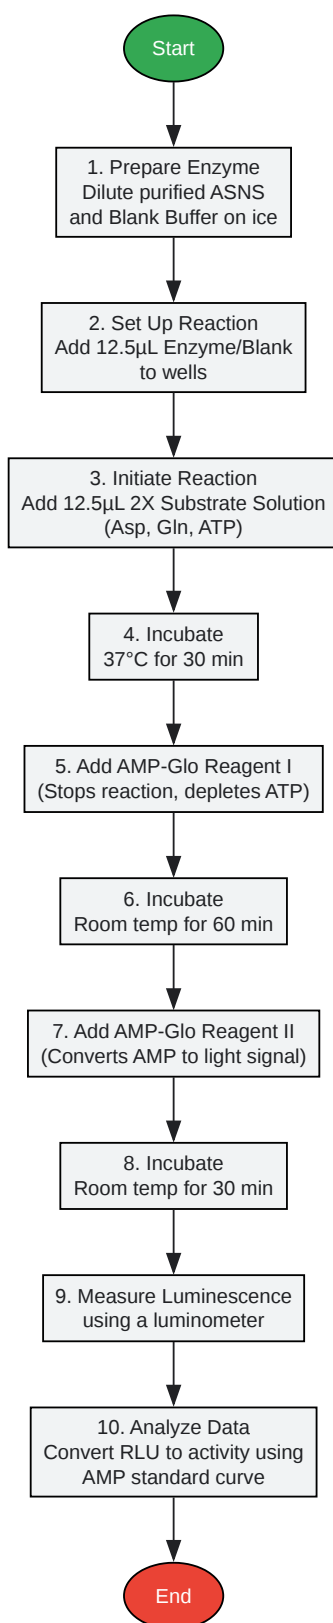 Start
1. Prepare Enzyme
Dilute purified ASNS
and Blank Buffer on ice
2. Set Up Reaction
Add 12.5µL Enzyme/Blank
to wells
3. Initiate Reaction
Add 12.5µL 2X Substrate Solution
(Asp, Gln, ATP)
4. Incubate
37°C for 30 min
5. Add AMP-Glo Reagent I
(Stops reaction, depletes ATP)
6. Incubate
Room temp for 60 min
7. Add AMP-Glo Reagent II
(Converts AMP to light signal)
8. Incubate
Room temp for 30 min
9. Measure Luminescence
using a luminometer
10. Analyze Data
Convert RLU to activity using
AMP standard curve
End